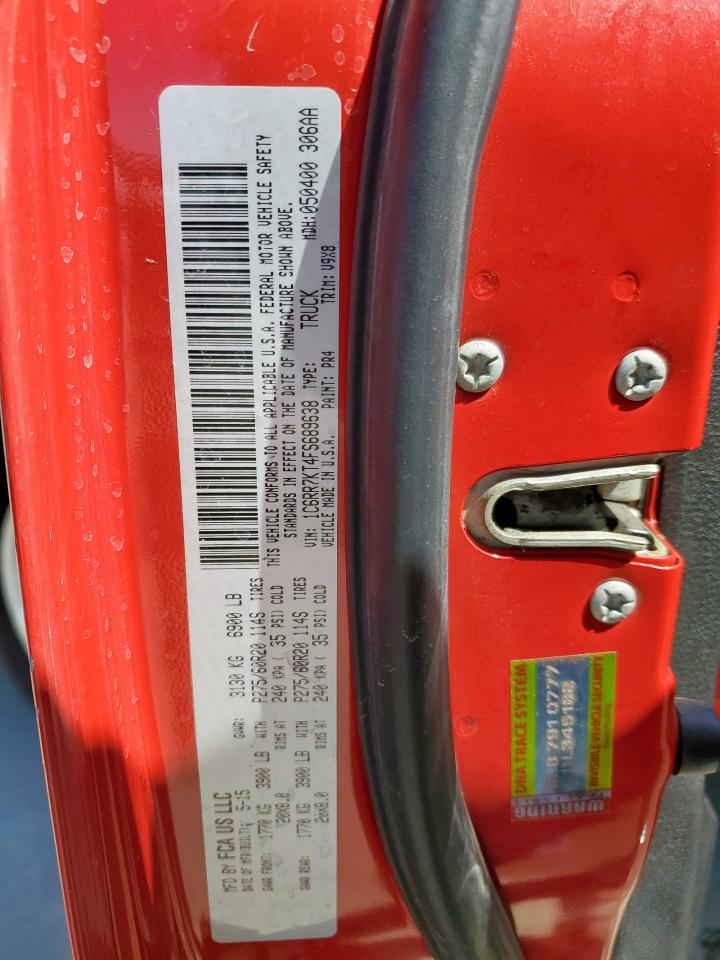 MFD BY FCA US LLC
DATE OF MFR(BUILT): 5-15 GVWR: 3130 KG 6900 LB
GAWR FRONT: 1770 KG 3900 LB WITH P275/60R20 114S TIRES
20X8.0 RIMS AT 240 KPA( 35 PSI) COLD
GAWR REAR: 1770 KG 3900 LB WITH P275/60R20 114S TIRES
20X8.0 RIMS AT 240 KPA( 35 PSI) COLD
THIS VEHICLE CONFORMS TO ALL APPLICABLE U.S.A. FEDERAL MOTOR VEHICLE SAFETY
STANDARDS IN EFFECT ON THE DATE OF MANUFACTURE SHOWN ABOVE.
VIN: 1C6RR7KT4FS689638 TYPE: TRUCK MDH:050400 306AA
VEHICLE MADE IN U.S.A. PAINT: PR4 TRIM: V9X8
WARNING
DNA TRACE SYSTEM
8 7910777
INVISIBLE VEHICLE SECURITY